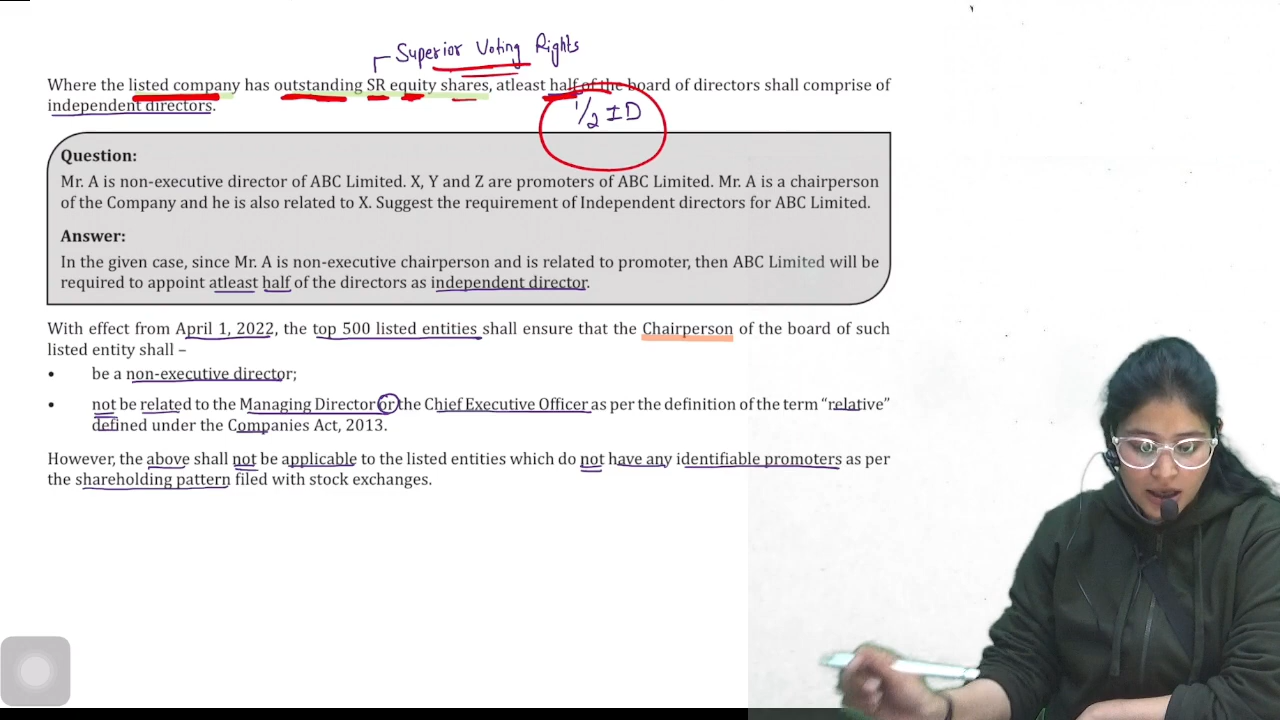 Superior Voting Rights
Where the listed company has outstanding SR equity shares, atleast half of the board of directors shall comprise of
independent directors.
1/2 ID
Question:
Mr. A is non-executive director of ABC Limited. X, Y and Z are promoters of ABC Limited. Mr. A is a chairperson
of the Company and he is also related to X. Suggest the requirement of Independent directors for ABC Limited.
Answer:
In the given case, since Mr. A is non-executive chairperson and is related to promoter, then ABC Limited will be
required to appoint atleast half of the directors as independent director.
With effect from April 1, 2022, the top 500 listed entities shall ensure that the Chairperson of the board of such
listed entity shall –
• be a non-executive director;
• not be related to the Managing Director or the Chief Executive Officer as per the definition of the term “relative”
defined under the Companies Act, 2013.
However, the above shall not be applicable to the listed entities which do not have any identifiable promoters as per
the shareholding pattern filed with stock exchanges.